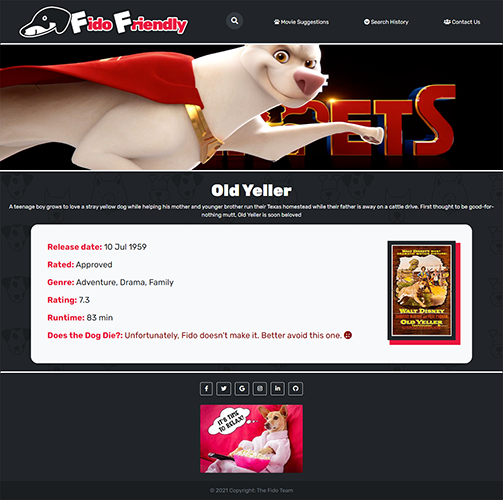 Fido Friendly
Movie Suggestions
Search History
Contact Us
PETS
Old Yeller
A teenage boy grows to love a stray yellow dog while helping his mother and younger brother run their Texas homestead while their father is away on a cattle drive. First thought to be good-for-
nothing mutt, Old Yeller is soon beloved
Release date: 10 Jul 1959
Rated: Approved
Genre: Adventure, Drama, Family
Rating: 7.3
Runtime: 83 min
Does the Dog Die?: Unfortunately, Fido doesn't make it. Better avoid this one.
WALT DISNEY
OLD YELLER
IT'S TIME
TO RELAX!
© 2021 Copyright: The Fido Team